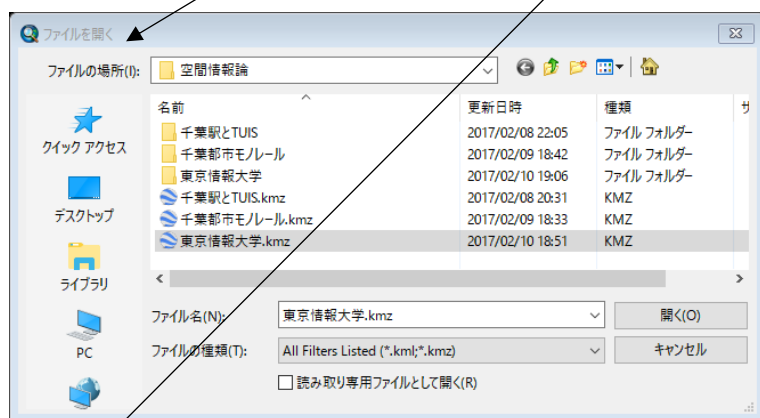 ファイルを開く
ファイルの場所(I): 空間情報論
名前 更新日時 種類 サ
千葉駅とTUIS 2017/02/08 22:05 ファイル フォルダー
千葉都市モノレール 2017/02/09 18:42 ファイル フォルダー
東京情報大学 2017/02/10 19:06 ファイル フォルダー
千葉駅とTUIS.kmz 2017/02/08 20:31 KMZ
千葉都市モノレール.kmz 2017/02/09 18:33 KMZ
東京情報大学.kmz 2017/02/10 18:51 KMZ
クイック アクセス
デスクトップ
ライブラリ
PC
ファイル名(N): 東京情報大学.kmz 開く(O)
ファイルの種類(T): All Filters Listed (*.kml;*.kmz) キャンセル
読み取り専用ファイルとして開く(R)